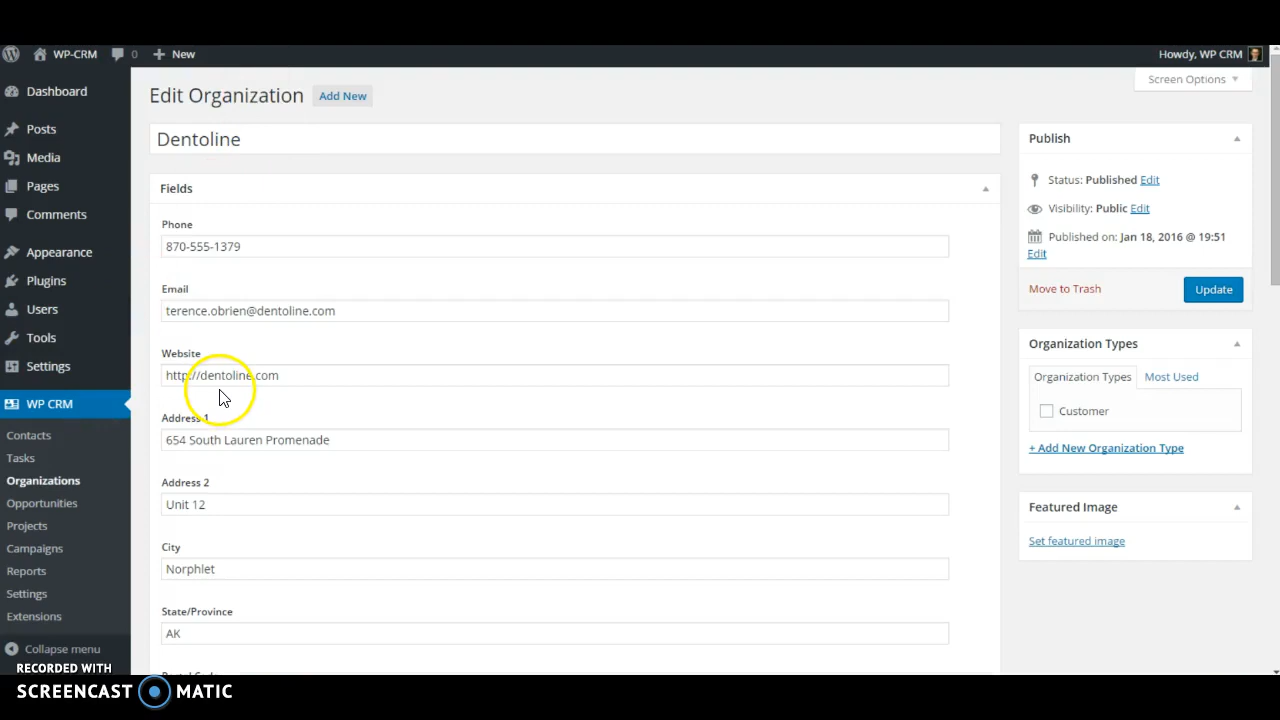 WP-CRM 0 New Howdy, WP CRM
Dashboard
Posts
Media
Pages
Comments
Appearance
Plugins
Users
Tools
Settings
WP CRM
Contacts
Tasks
Organizations
Opportunities
Projects
Campaigns
Reports
Settings
Extensions
Collapse menu
Screen Options
Edit Organization Add New
Dentoline
Fields
Phone
870-555-1379
Email
terence.obrien@dentoline.com
Website
http://dentoline.com
Address 1
654 South Lauren Promenade
Address 2
Unit 12
City
Norphlet
State/Province
AK
Publish
Status: Published Edit
Visibility: Public Edit
Published on: Jan 18, 2016 @ 19:51
Edit
Move to Trash Update
Organization Types
Organization Types Most Used
Customer
+ Add New Organization Type
Featured Image
Set featured image
RECORDED WITH
SCREENCAST MATIC